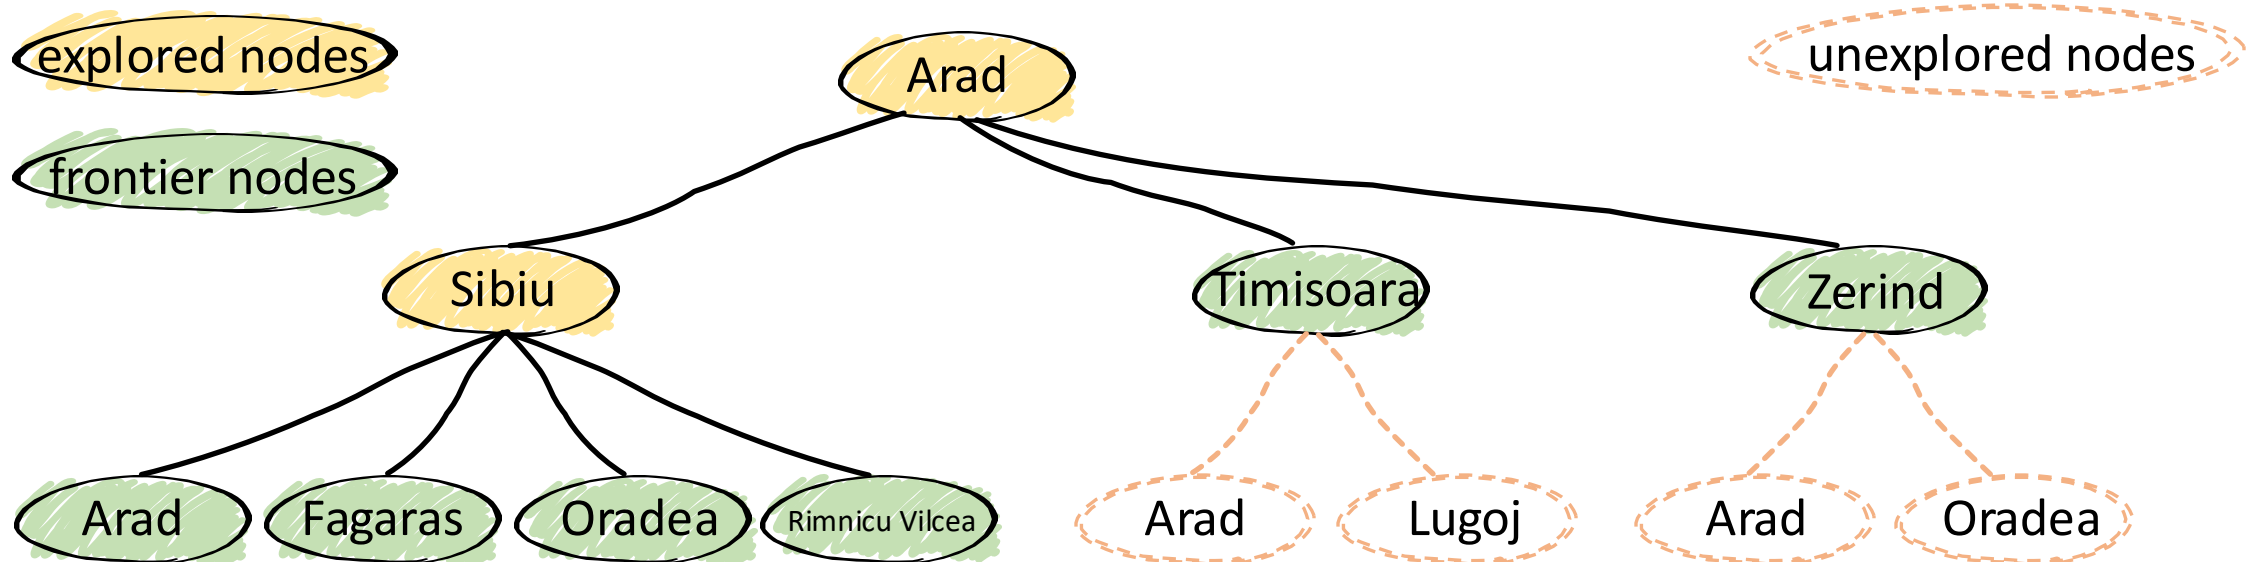 explored nodes
Arad
unexplored nodes
frontier nodes
Sibiu
Timisoara
Zerind
Arad
Fagaras
Oradea
Rimnicu Vilcea
Arad
Lugoj
Arad
Oradea